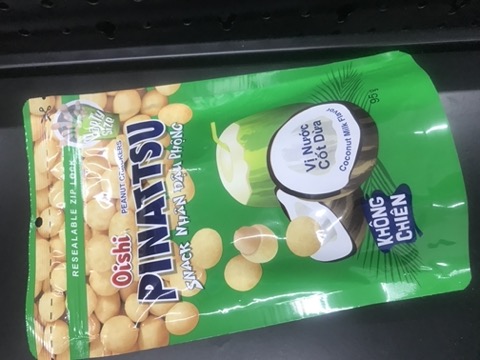 RESEALABLE ZIP LOCK
Oishi
PINATTSU
PEANUT CRACKERS
SNACK NHÂN ĐẬU PHỘNG
KHÔNG
CHIÊN
Vị Nước
Cốt Dừa
Coconut Milk Flavor